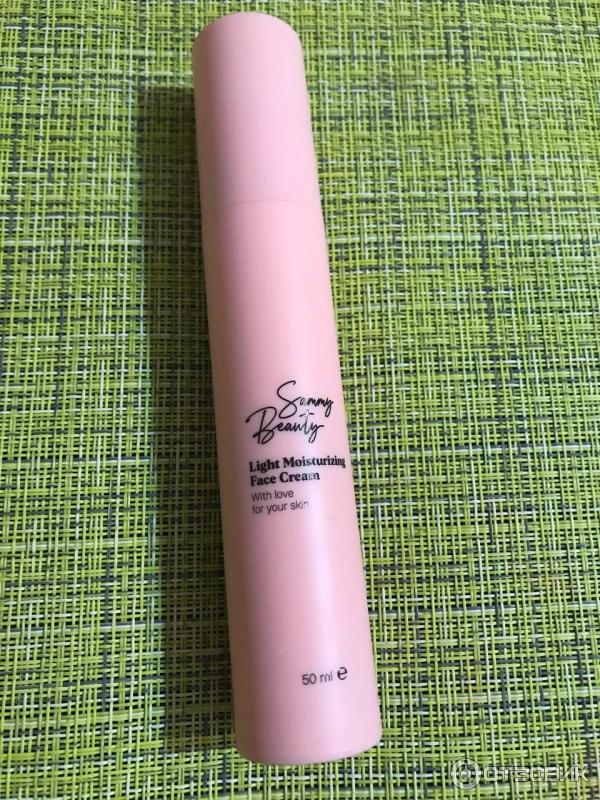 Sammy
Beauty
Light Moisturizing
Face Cream
With love
for your skin
50 ml ℮
ОТЗОВИК